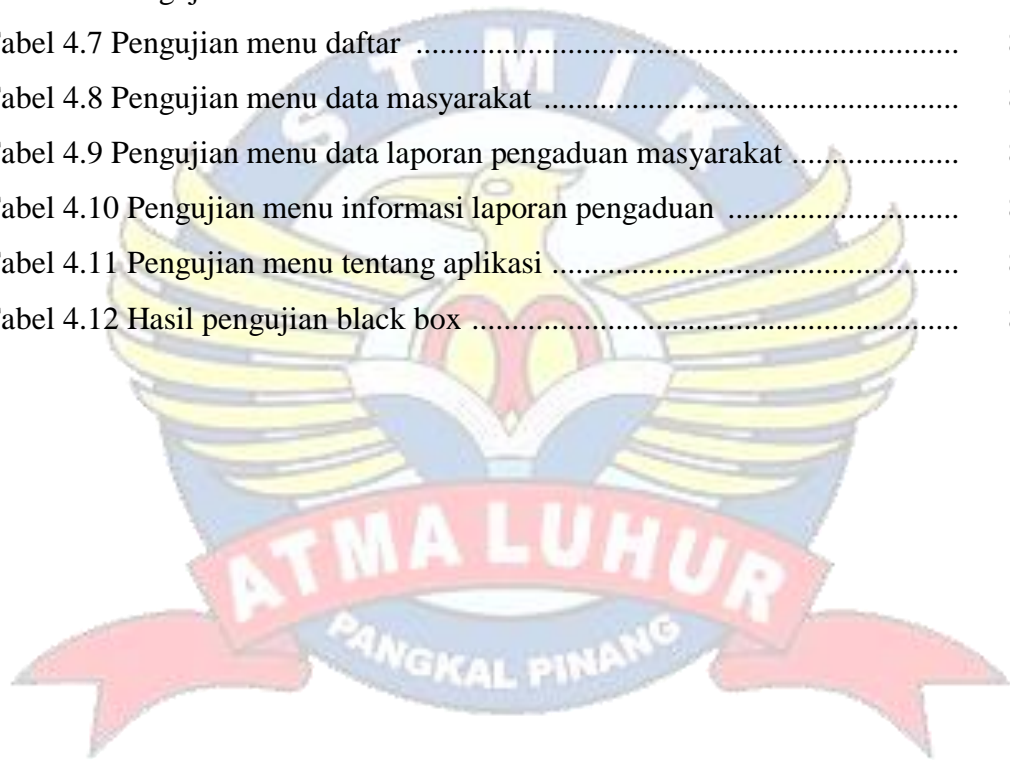 abel 4.7 Pengujian menu daftar ................................................................
abel 4.8 Pengujian menu data masyarakat .................................................
abel 4.9 Pengujian menu data laporan pengaduan masyarakat ....................
abel 4.10 Pengujian menu informasi laporan pengaduan ...........................
abel 4.11 Pengujian menu tentang aplikasi ................................................
abel 4.12 Hasil pengujian black box .........................................................
STMIK
ATMA LUHUR
PANGKAL PINANG